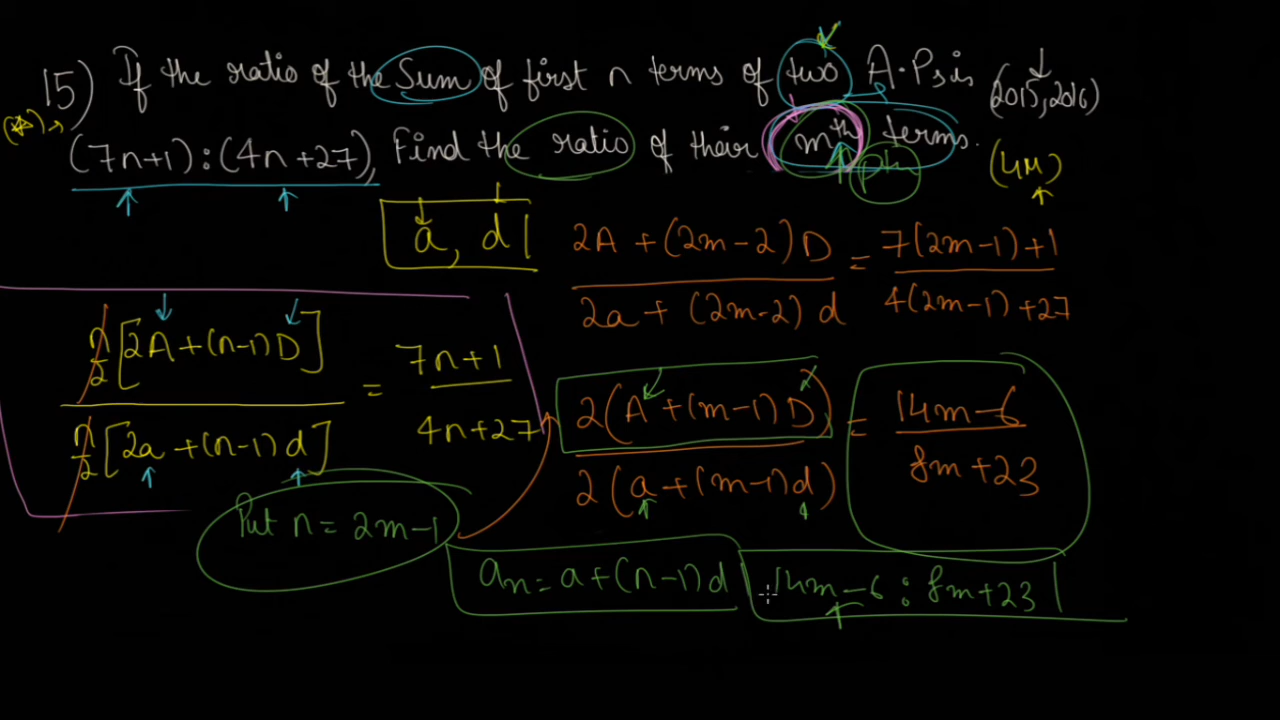 15) If the ratio of the Sum of first n terms of two A.Ps is (2015, 2016)
(7n+1) : (4n+27), Find the ratio of their mth terms. (4M)
pth
a, d
2A + (2m-2)D / 2a + (2m-2)d = 7(2m-1)+1 / 4(2m-1)+27
n/2 [2A + (n-1)D] / n/2 [2a + (n-1)d] = 7n+1 / 4n+27
2(A + (m-1)D) / 2(a + (m-1)d) = 14m-6 / 8m+23
Put n = 2m-1
an = a + (n-1)d
14m-6 : 8m+23